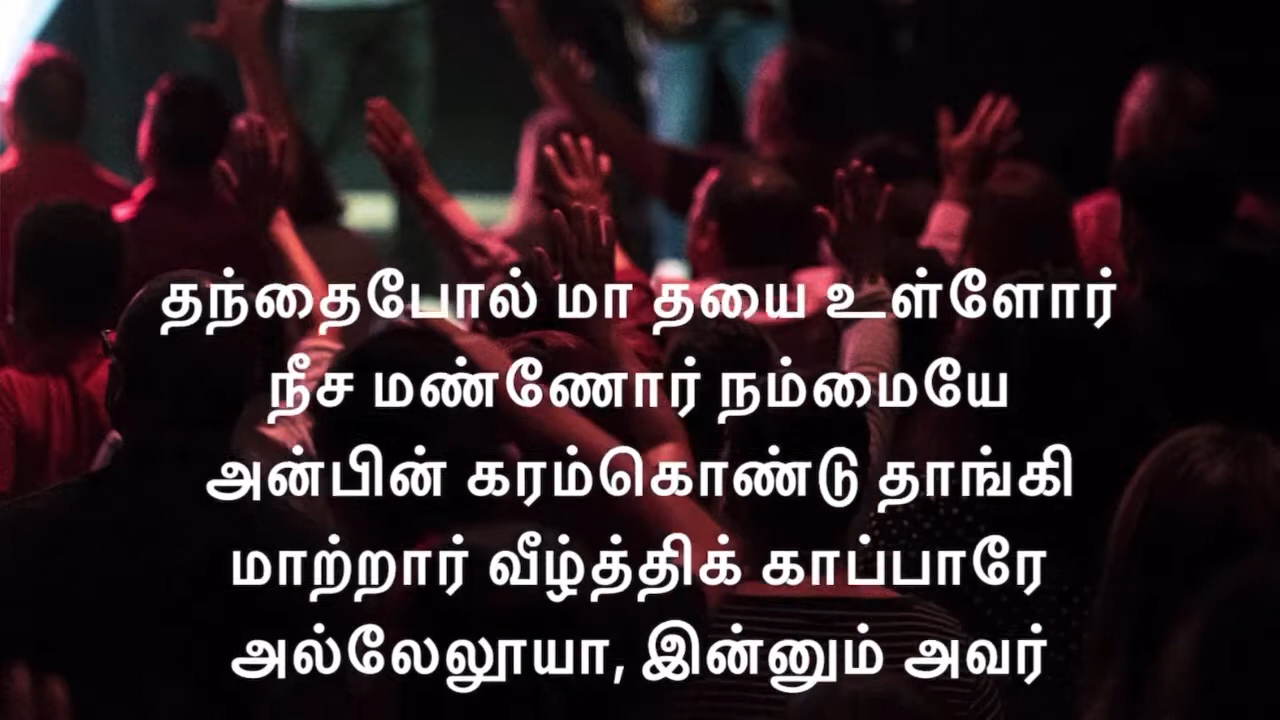 தந்தைபோல் மா தயை உள்ளோர்
நீச மண்ணோர் நம்மையே
அன்பின் கரம்கொண்டு தாங்கி
மாற்றார் வீழ்த்திக் காப்பாரே
அல்லேலூயா, இன்னும் அவர்